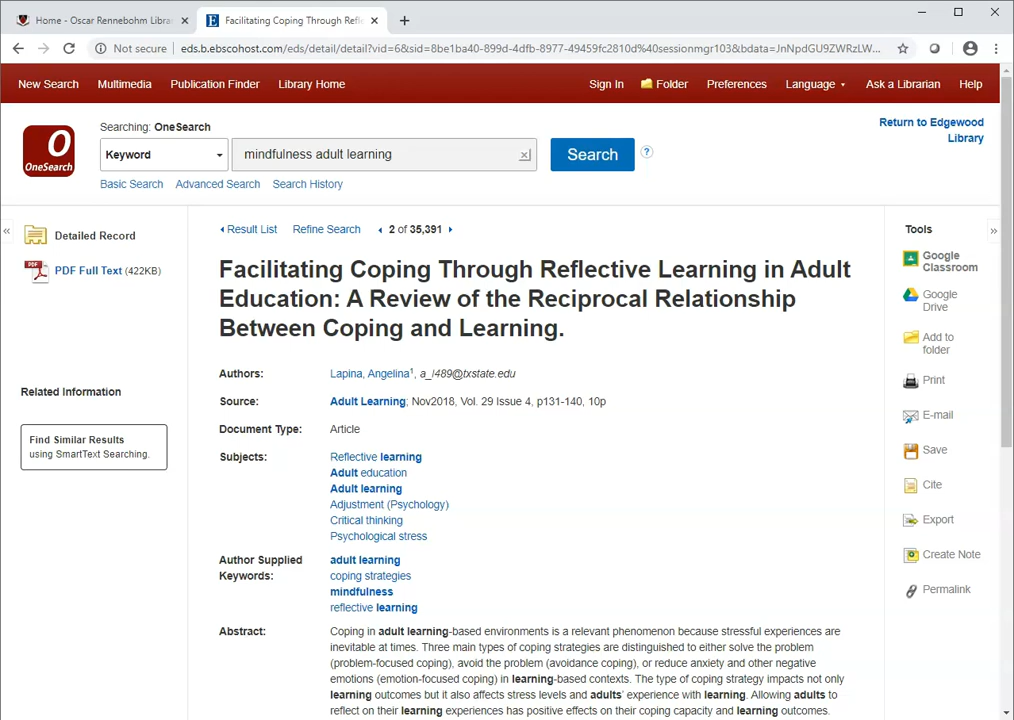 Home - Oscar Rennebohm Librar
Facilitating Coping Through Refle
Not secure
eds.b.ebscohost.com/eds/detail/detail?vid=6&sid=8be1ba40-899d-4dfb-8977-49459fc2810d%40sessionmgr103&bdata=JnNpdGU9ZWRzLW...
New Search
Multimedia
Publication Finder
Library Home
Sign In
Folder
Preferences
Language
Ask a Librarian
Help
O
OneSearch
Searching: OneSearch
Keyword
mindfulness adult learning
Search
?
Basic Search
Advanced Search
Search History
Return to Edgewood
Library
«
Detailed Record
PDF Full Text (422KB)
Related Information
Find Similar Results
using SmartText Searching.
Result List
Refine Search
2 of 35,391
Facilitating Coping Through Reflective Learning in Adult
Education: A Review of the Reciprocal Relationship
Between Coping and Learning.
Authors:
Lapina, Angelina¹, a_l489@txstate.edu
Source:
Adult Learning; Nov2018, Vol. 29 Issue 4, p131-140, 10p
Document Type:
Article
Subjects:
Reflective learning
Adult education
Adult learning
Adjustment (Psychology)
Critical thinking
Psychological stress
Author Supplied
Keywords:
adult learning
coping strategies
mindfulness
reflective learning
Abstract:
Coping in adult learning-based environments is a relevant phenomenon because stressful experiences are
inevitable at times. Three main types of coping strategies are distinguished to either solve the problem
(problem-focused coping), avoid the problem (avoidance coping), or reduce anxiety and other negative
emotions (emotion-focused coping) in learning-based contexts. The type of coping strategy impacts not only
learning outcomes but it also affects stress levels and adults' experience with learning. Allowing adults to
reflect on their learning experiences has positive effects on their coping capacity and learning outcomes.
Tools
»
Google
Classroom
Google
Drive
Add to
folder
Print
E-mail
Save
Cite
Export
Create Note
Permalink